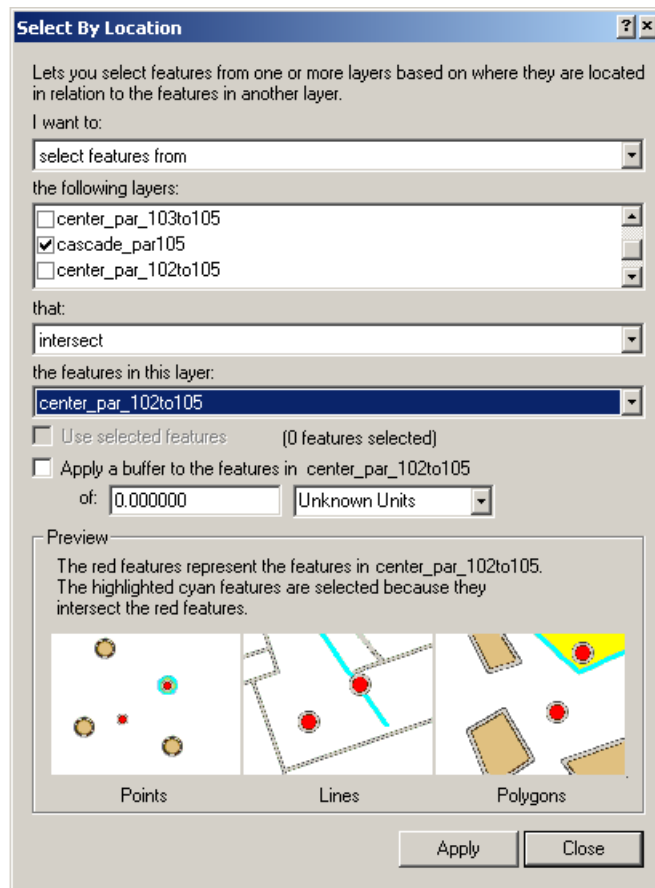 Select By Location
Lets you select features from one or more layers based on where they are located
in relation to the features in another layer.
I want to:
select features from
the following layers:
center_par_103to105
cascade_par105
center_par_102to105
that:
intersect
the features in this layer:
center_par_102to105
Use selected features (0 features selected)
Apply a buffer to the features in center_par_102to105
of: 0.000000 Unknown Units
Preview
The red features represent the features in center_par_102to105.
The highlighted cyan features are selected because they
intersect the red features.
Points Lines Polygons
Apply Close